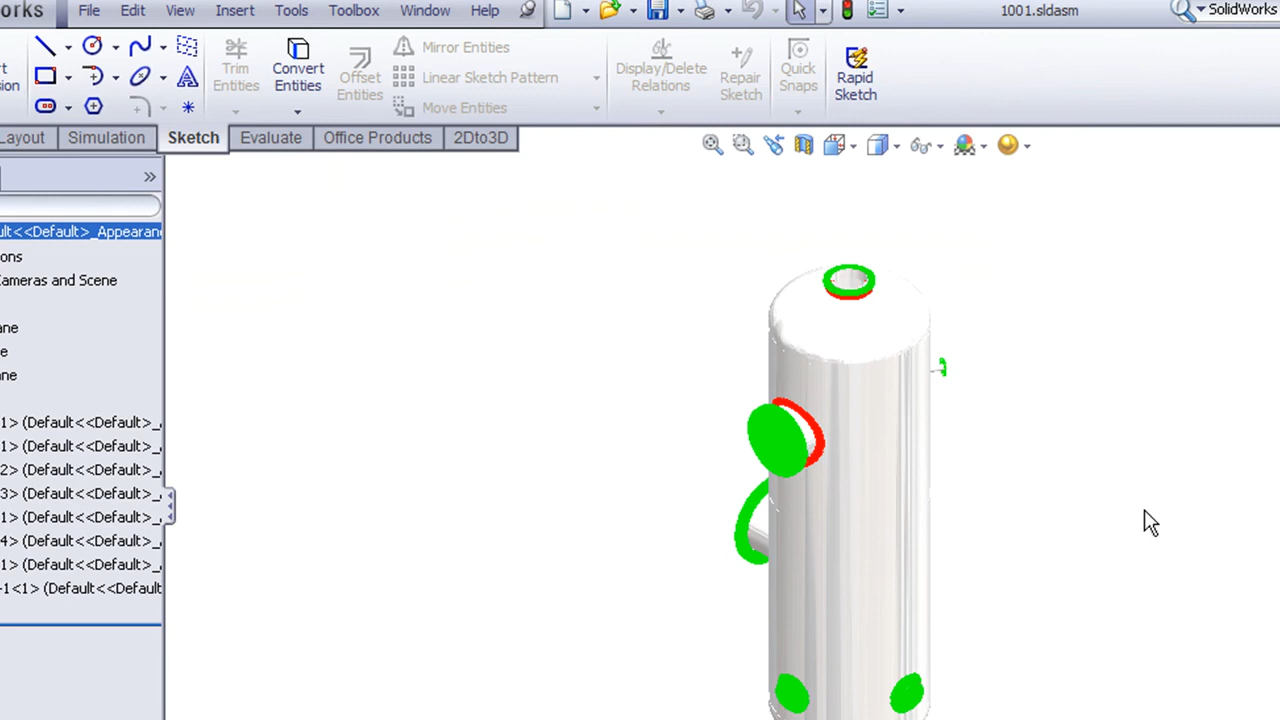 orks File Edit View Insert Tools Toolbox Window Help 1001.sldasm SolidWorks
rt
sion
Trim
Entities
Convert
Entities
Offset
Entities
Mirror Entities
Linear Sketch Pattern
Move Entities
Display/Delete
Relations
Repair
Sketch
Quick
Snaps
Rapid
Sketch
Layout Simulation Sketch Evaluate Office Products 2Dto3D
ult<<Default>_Appearan
ons
Cameras and Scene
ane
e
ane
1> (Default<<Default>_
1> (Default<<Default>_
2> (Default<<Default>_
3> (Default<<Default>_
1> (Default<<Default>_
4> (Default<<Default>_
1> (Default<<Default>_
-1<1> (Default<<Default